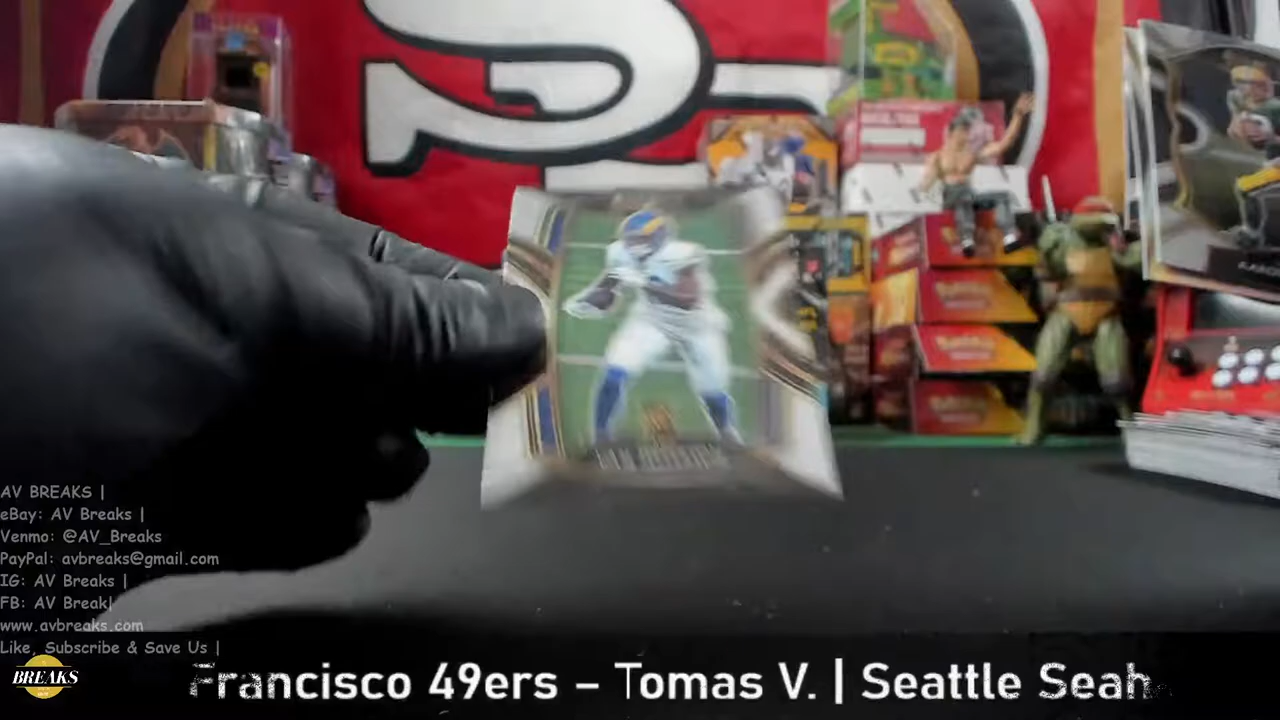 AV BREAKS |
eBay: AV Breaks |
Venmo: @AV_Breaks
PayPal: avbreaks@gmail.com
IG: AV Breaks |
FB: AV Break|
www.avbreaks.com
Like, Subscribe & Save Us |
BREAKS
Francisco 49ers – Tomas V. | Seattle Seah